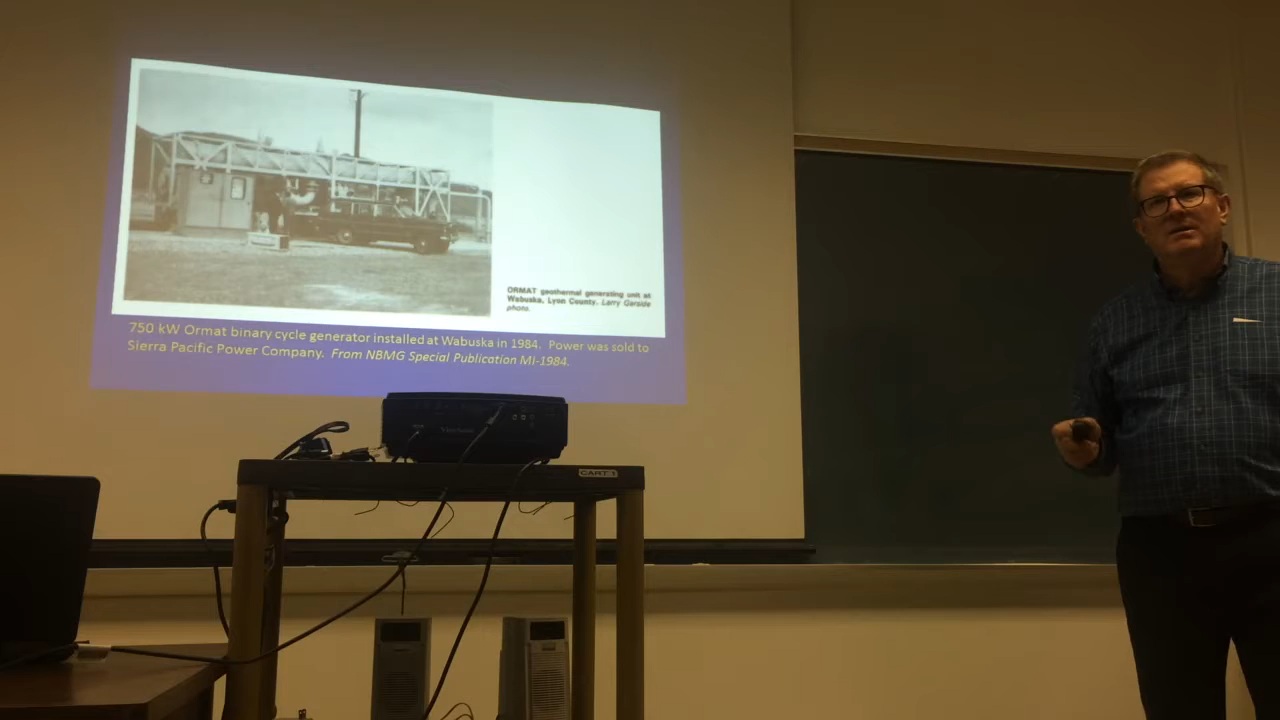 ORMAT geothermal generating unit at
Wabuska, Lyon County. Larry Garside
photo.
750 kW Ormat binary cycle generator installed at Wabuska in 1984. Power was sold to
Sierra Pacific Power Company. From NBMG Special Publication MI-1984.
ViewSonic
CART 1